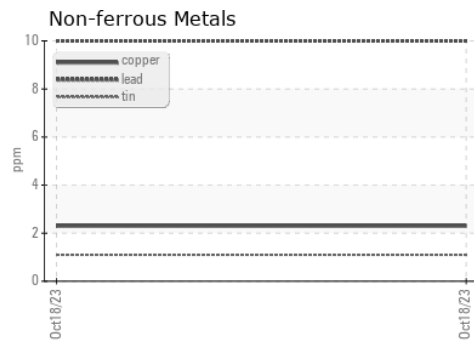 Non-ferrous Metals
10
8
6
4
2
0
ppm
copper
lead
tin
Oct18/23
Oct18/23